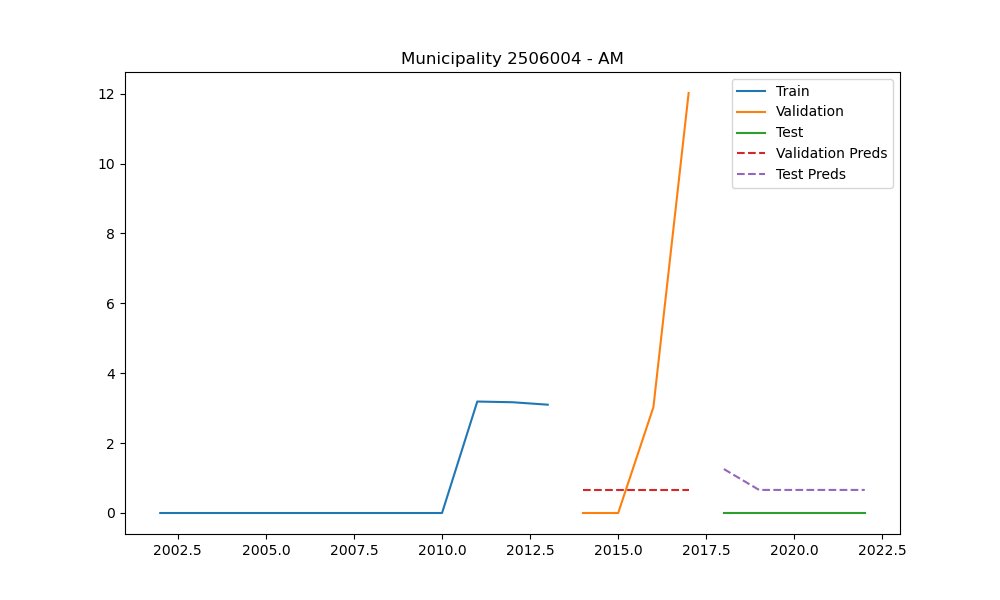 Municipality 2506004 - AM
Train
Validation
Test
Validation Preds
Test Preds
12
10
8
6
4
2
0
2002.5 2005.0 2007.5 2010.0 2012.5 2015.0 2017.5 2020.0 2022.5